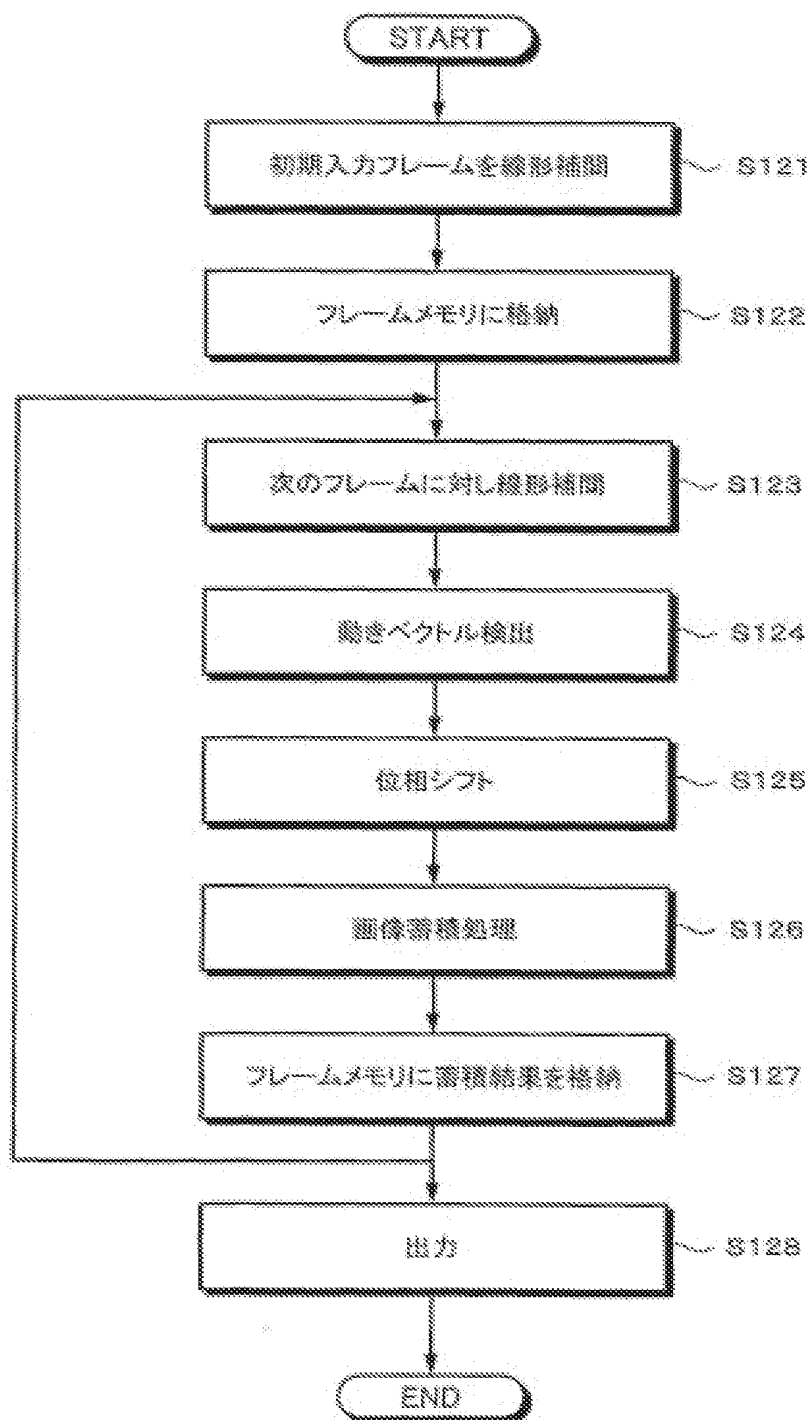 START
初期入力フレームを線形補間
S121
フレームメモリに格納
S122
次のフレームに対し線形補間
S123
動きベクトル検出
S124
位相シフト
S125
画像蓄積処理
S126
フレームメモリに蓄積結果を格納
S127
出力
S128
END